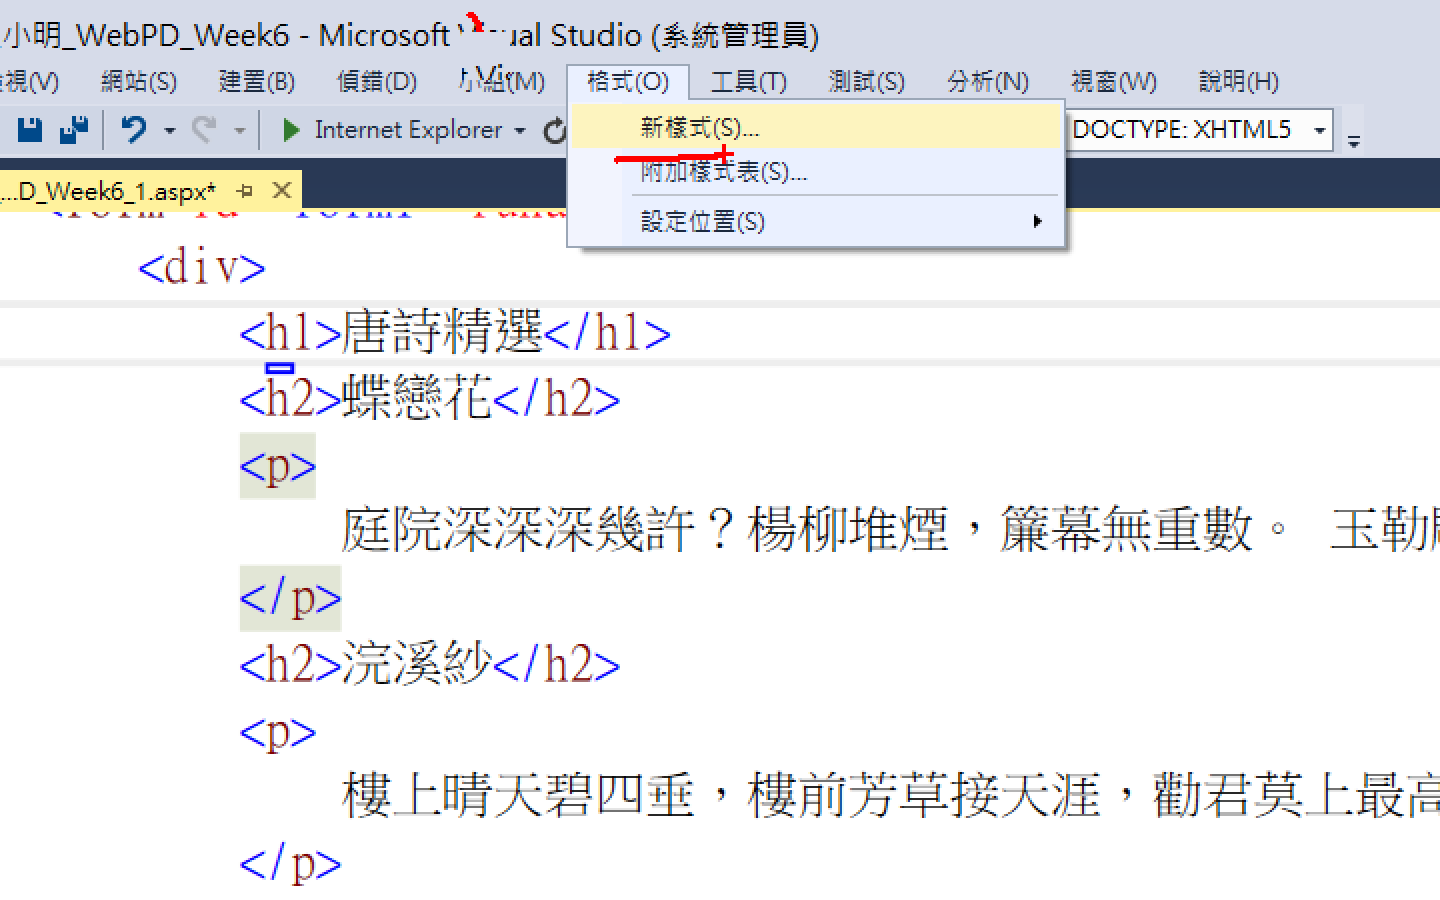 小明_WebPD_Week6 - Microsoft ual Studio (系統管理員)
視(V) 網站(S) 建置(B) 偵錯(D) 小組(M) 格式(O) 工具(T) 測試(S) 分析(N) 視窗(W) 說明(H)
Internet Explorer
新樣式(S)...
DOCTYPE: XHTML5
附加樣式表(S)...
...D_Week6_1.aspx*
設定位置(S)
<div>
<h1>唐詩精選</h1>
<h2>蝶戀花</h2>
<p>
庭院深深深幾許？楊柳堆煙，簾幕無重數。 玉勒
</p>
<h2>浣溪紗</h2>
<p>
樓上晴天碧四垂，樓前芳草接天涯，勸君莫上最高
</p>